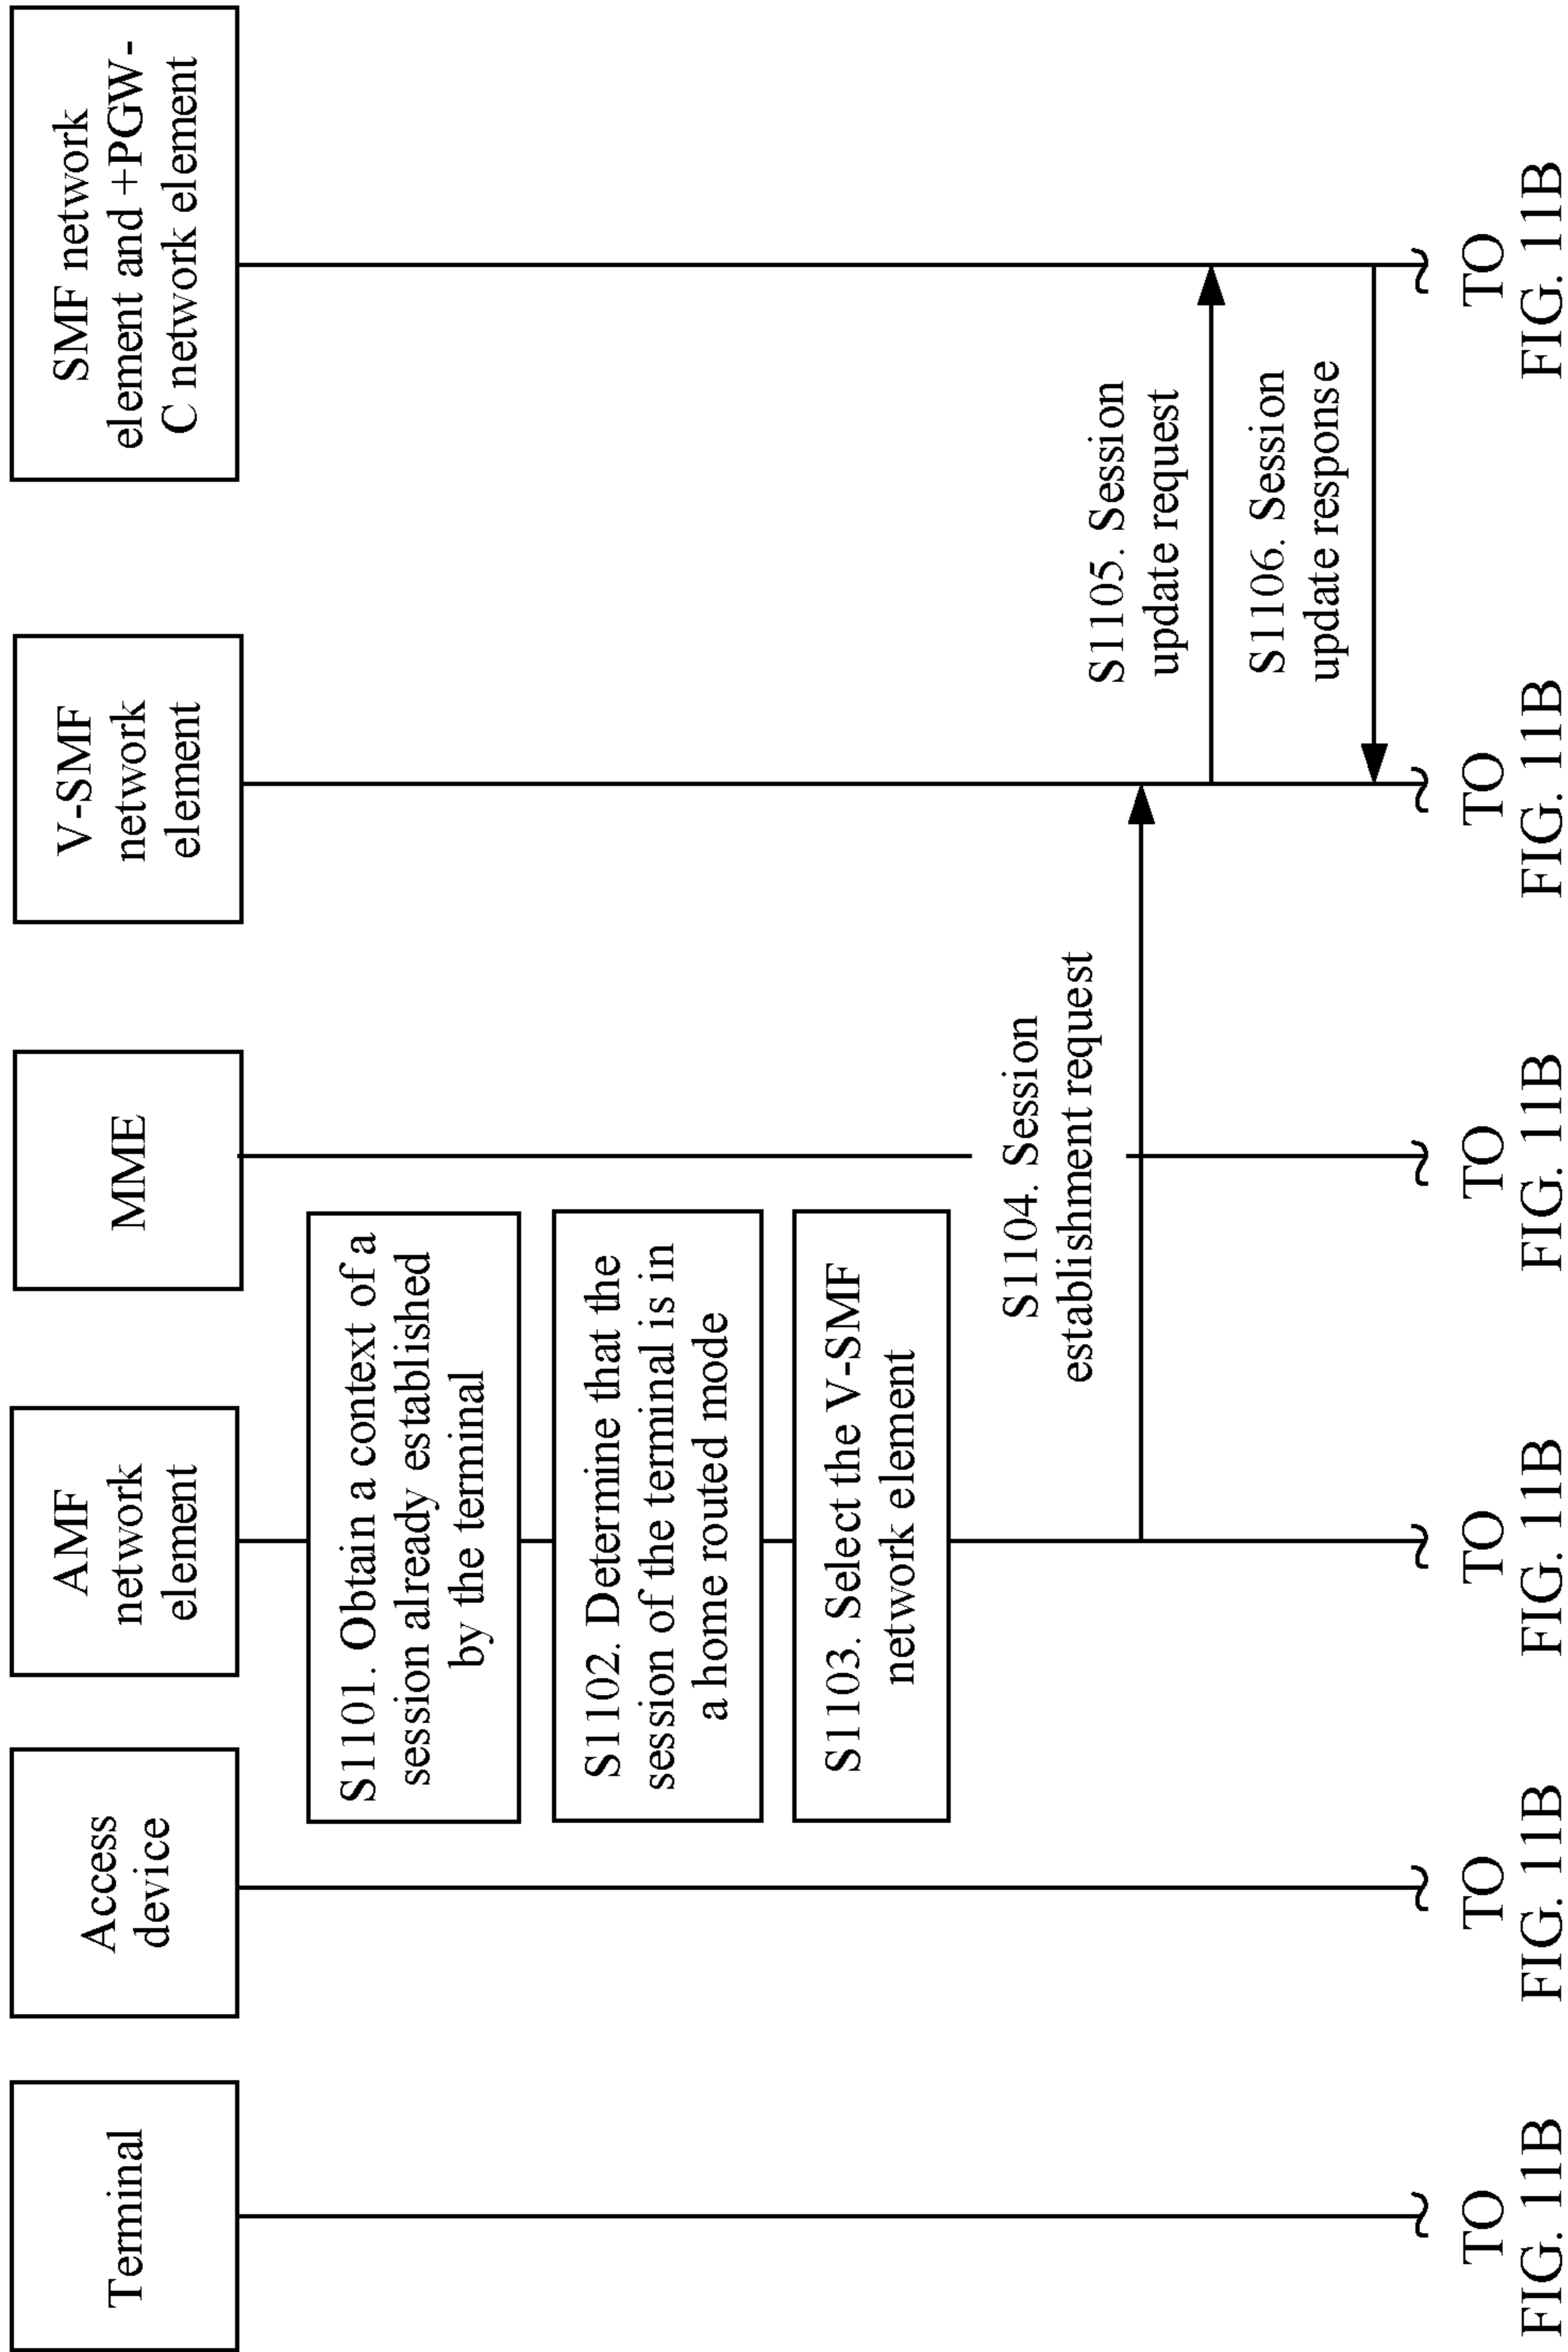 Terminal
Access
device
AMF
network
element
MME
V-SMF
network
element
SMF network
element and +PGW-
C network element
S1101. Obtain a context of a
session already established
by the terminal
S1102. Determine that the
session of the terminal is in
a home routed mode
S1103. Select the V-SMF
network element
S1104. Session
establishment request
S1105. Session
update request
S1106. Session
update response
TO
FIG. 11B
TO
FIG. 11B
TO
FIG. 11B
TO
FIG. 11B
TO
FIG. 11B
TO
FIG. 11B